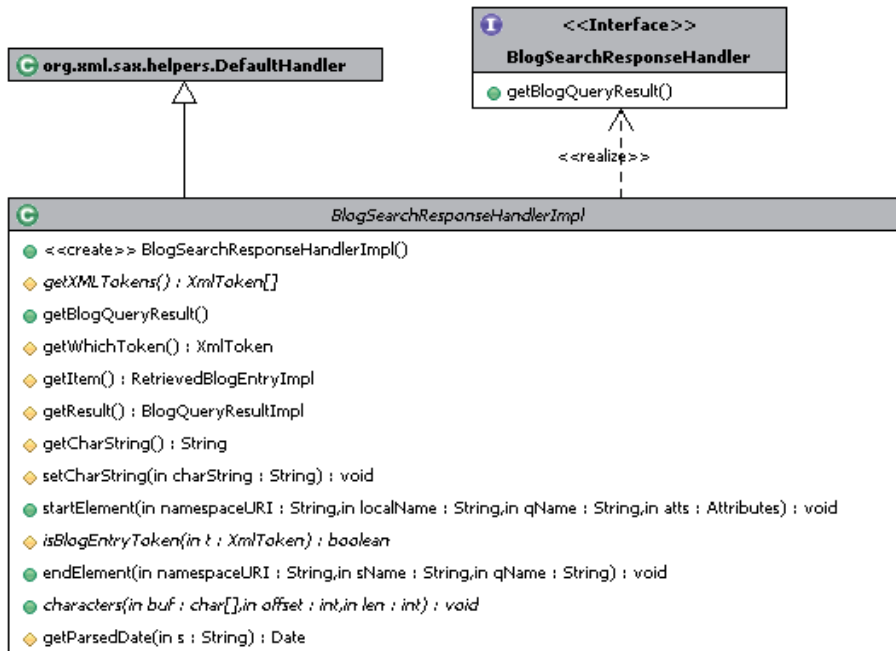 <<Interface>>
BlogSearchResponseHandler
getBlogQueryResult()
org.xml.sax.helpers.DefaultHandler
<<realize>>
BlogSearchResponseHandlerImpl
<<create>> BlogSearchResponseHandlerImpl()
getXMLTokens() : XmlToken[]
getBlogQueryResult()
getWhichToken() : XmlToken
getItem() : RetrievedBlogEntryImpl
getResult() : BlogQueryResultImpl
getCharString() : String
setCharString(in charString : String) : void
startElement(in namespaceURI : String,in localName : String,in qName : String,in atts : Attributes) : void
isBlogEntryToken(in t : XmlToken) : boolean
endElement(in namespaceURI : String,in sName : String,in qName : String) : void
characters(in buf : char[],in offset : int,in len : int) : void
getParsedDate(in s : String) : Date